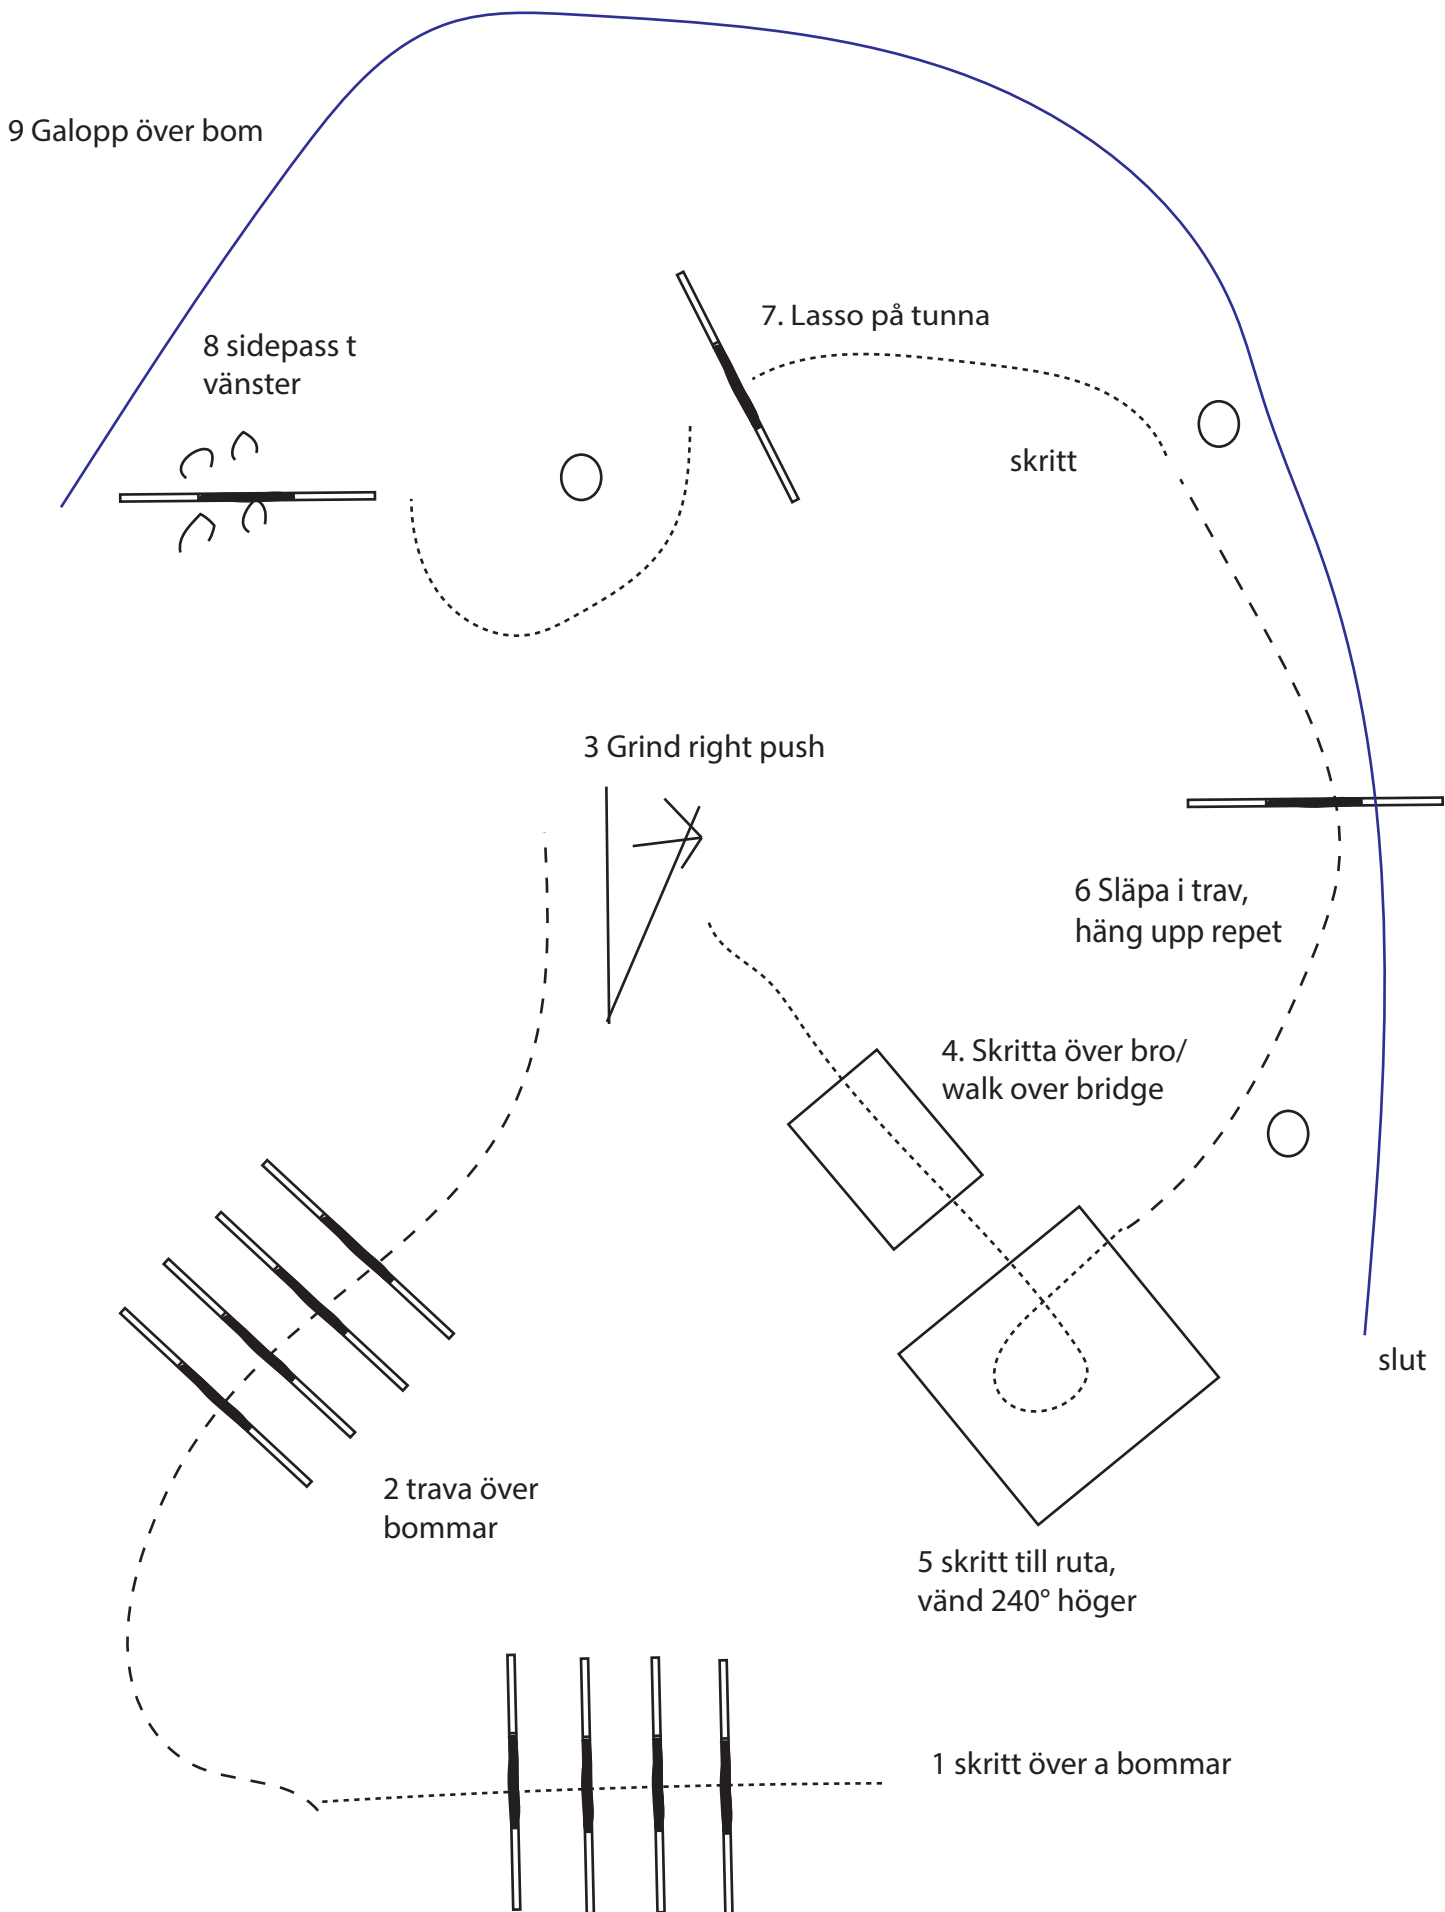 9 Galopp över bom
7. Lasso på tunna
8 sidepass t
vänster
skritt
3 Grind right push
6 Släpa i trav,
häng upp repet
4. Skritta över bro/
walk over bridge
slut
2 trava över
bommar
5 skritt till ruta,
vänd 240° höger
1 skritt över a bommar